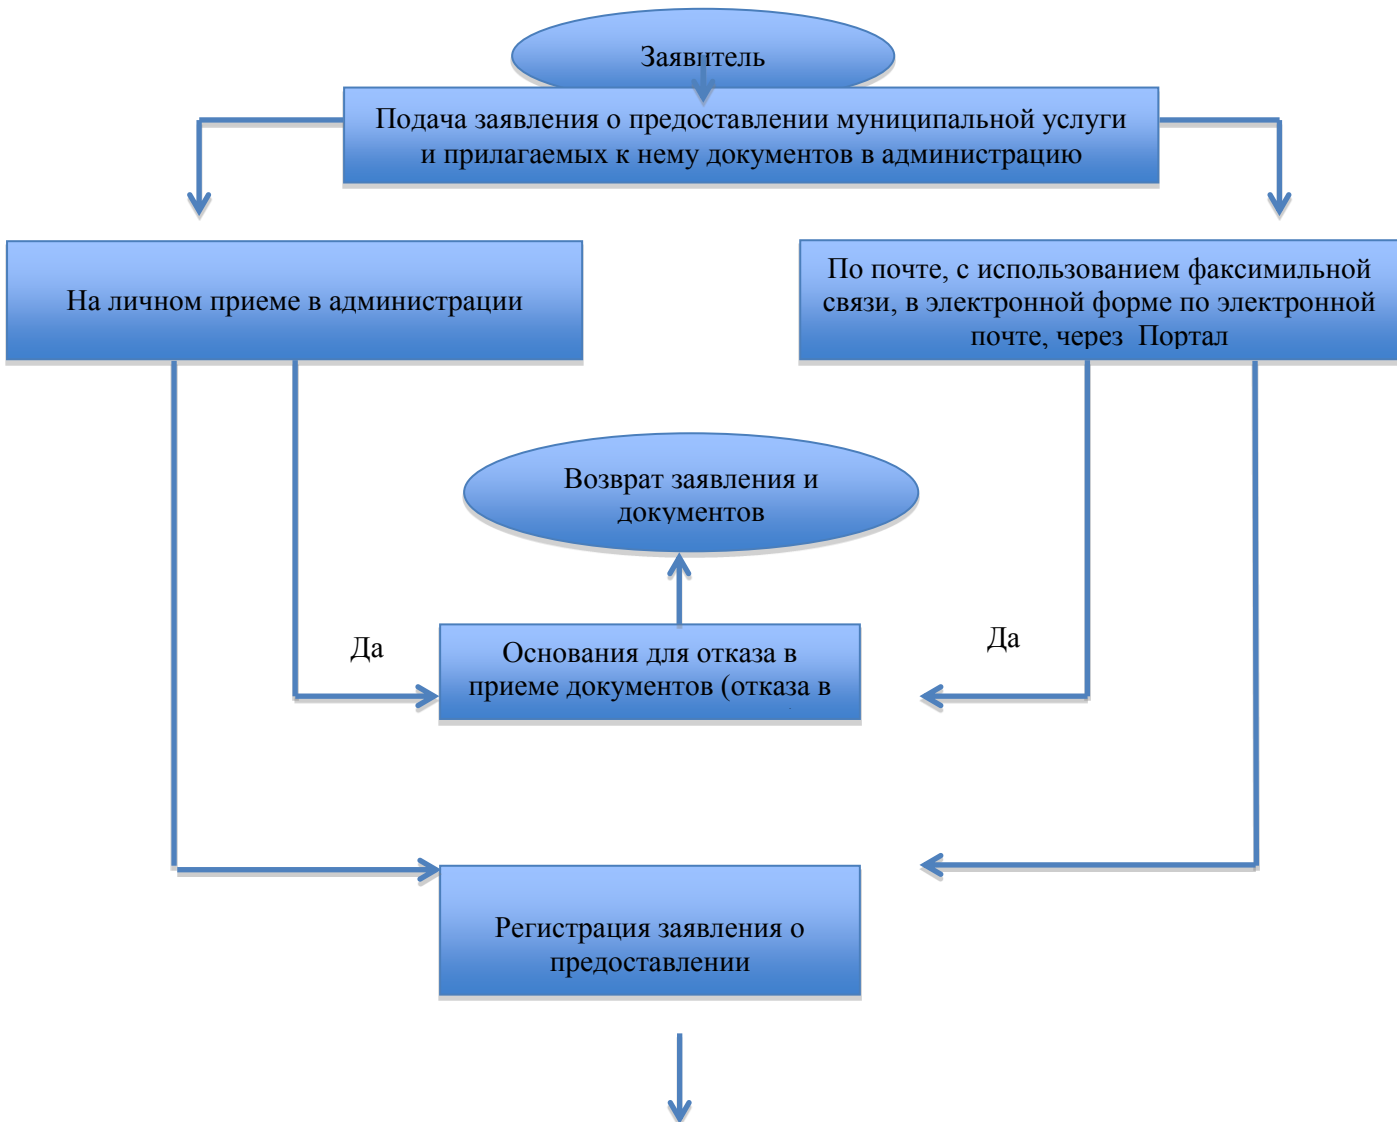 Заявитель
Подача заявления о предоставлении муниципальной услуги
и прилагаемых к нему документов в администрацию
На личном приеме в администрации
По почте, с использованием факсимильной
связи, в электронной форме по электронной
почте, через Портал
Возврат заявления и
документов
Да
Основания для отказа в
приеме документов (отказа в
Да
Регистрация заявления о
предоставлении